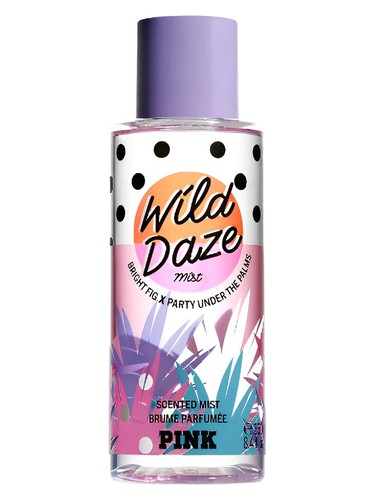 Wild
Daze
mist
BRIGHT FIG X PARTY UNDER THE PALMS
SCENTED MIST
BRUME PARFUMÉE
PINK